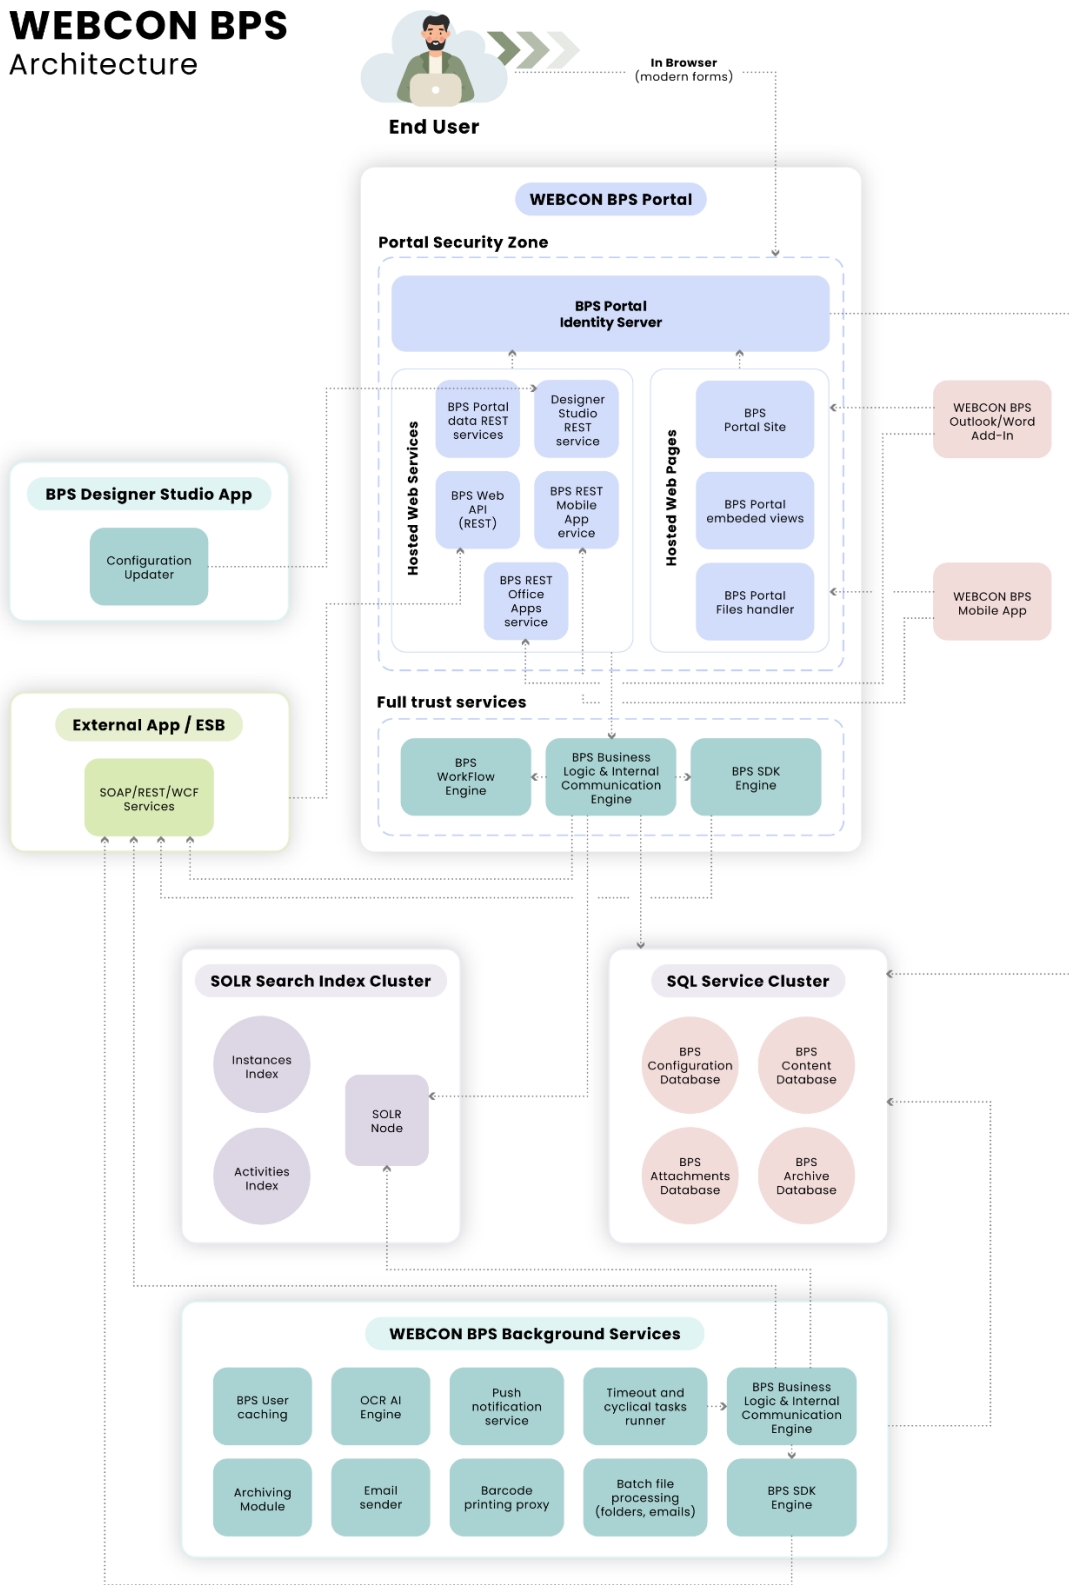 WEBCON BPS
Architecture
In Browser
(modern forms)
End User
WEBCON BPS Portal
Portal Security Zone
BPS Portal
Identity Server
Hosted Web Services
BPS Portal
data REST
services
Designer
Studio
REST
service
BPS Web
API
(REST)
BPS REST
Mobile
App
ervice
BPS REST
Office
Apps
service
Hosted Web Pages
BPS
Portal Site
BPS Portal
embeded views
BPS Portal
Files handler
WEBCON BPS
Outlook/Word
Add-In
WEBCON BPS
Mobile App
BPS Designer Studio App
Configuration
Updater
External App / ESB
SOAP/REST/WCF
Services
Full trust services
BPS
WorkFlow
Engine
BPS Business
Logic & Internal
Communication
Engine
BPS SDK
Engine
SOLR Search Index Cluster
Instances
Index
Activities
Index
SOLR
Node
SQL Service Cluster
BPS
Configuration
Database
BPS
Content
Database
BPS
Attachments
Database
BPS
Archive
Database
WEBCON BPS Background Services
BPS User
caching
OCR AI
Engine
Push
notification
service
Timeout and
cyclical tasks
runner
BPS Business
Logic & Internal
Communication
Engine
Archiving
Module
Email
sender
Barcode
printing proxy
Batch file
processing
(folders, emails)
BPS SDK
Engine